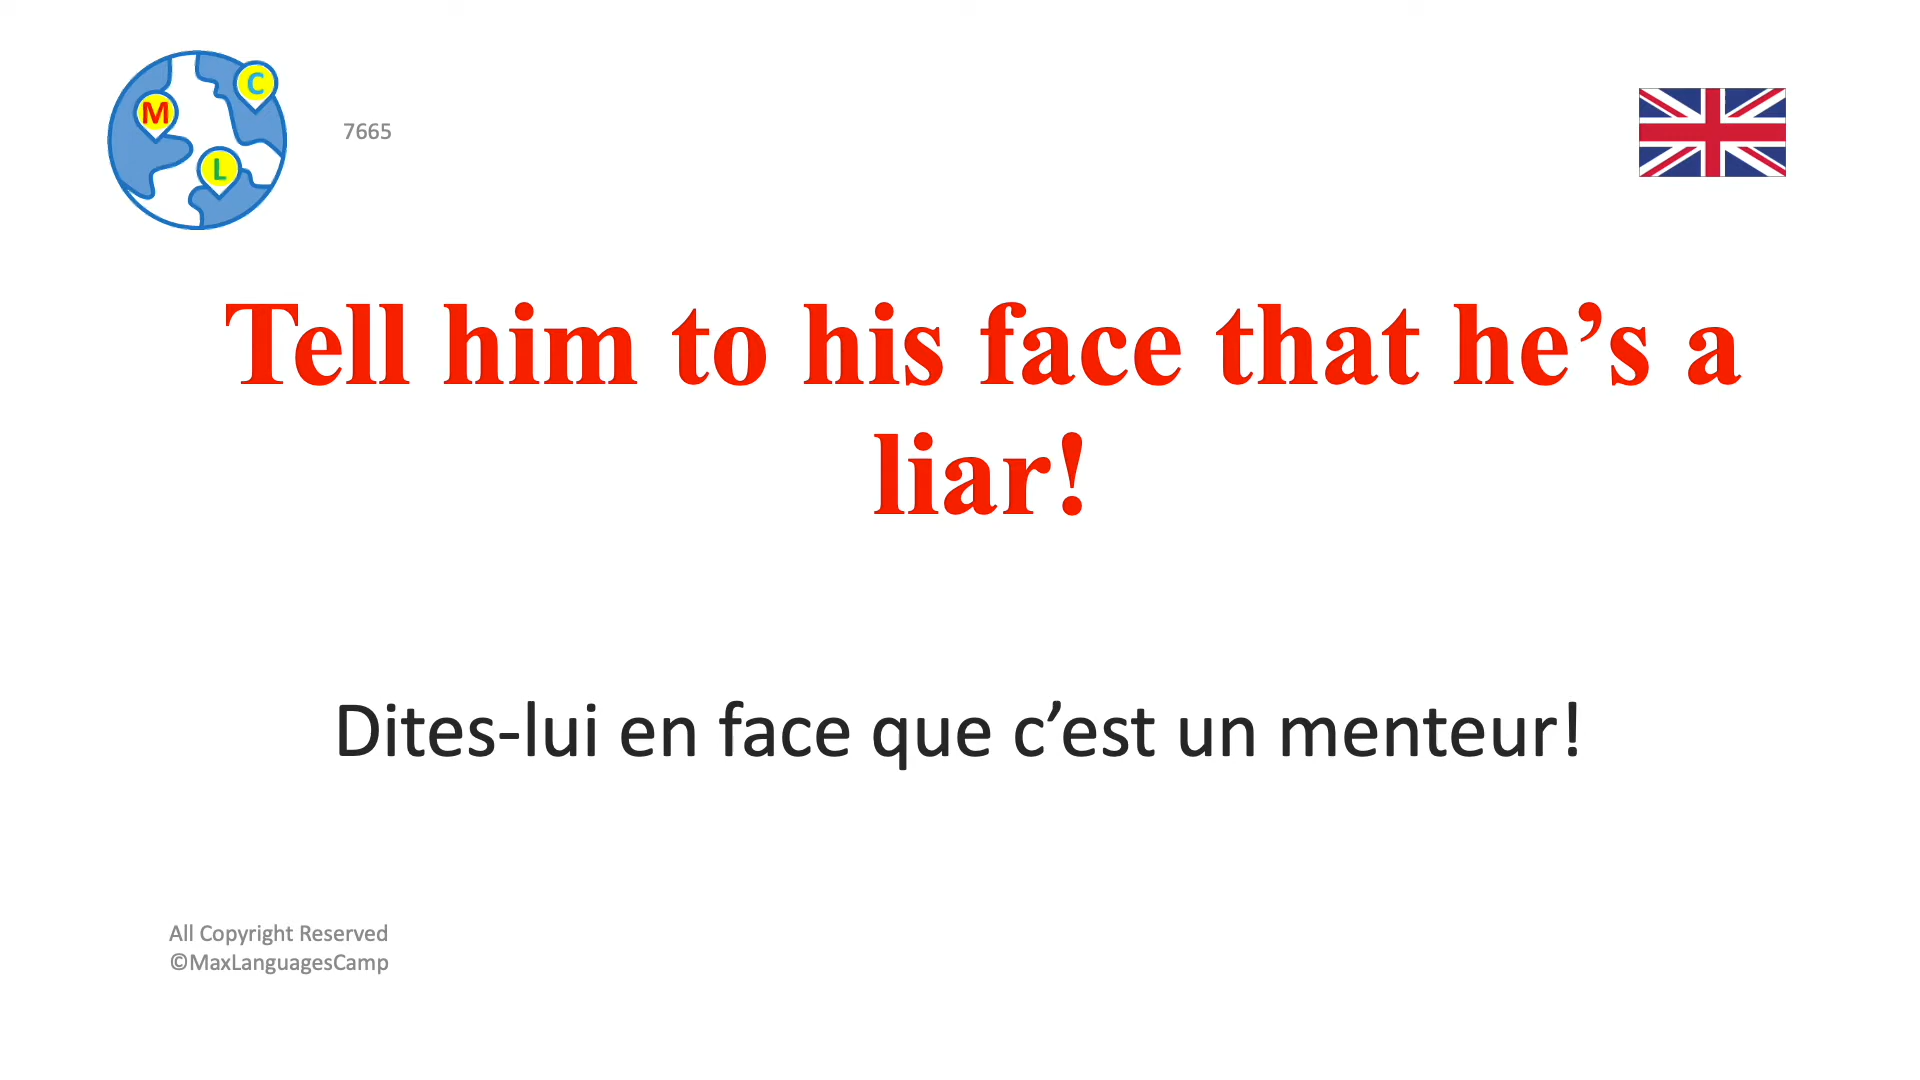 C
M
7665
L
Tell him to his face that he’s a
liar!
Dites-lui en face que c’est un menteur!
All Copyright Reserved
©MaxLanguagesCamp